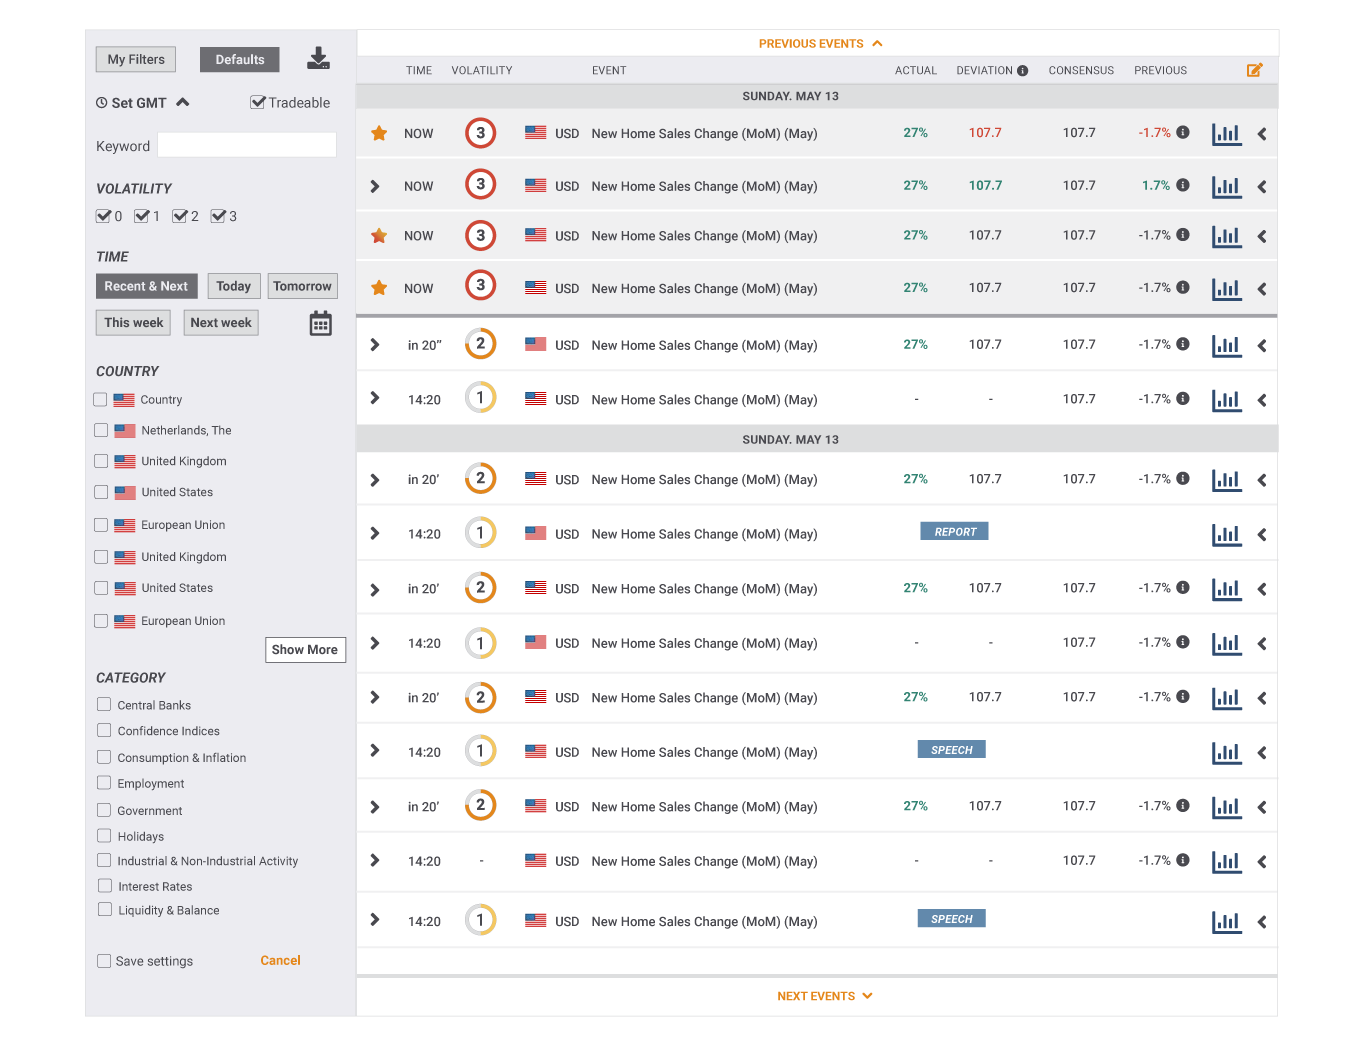 My Filters
Defaults
Set GMT
Tradeable
Keyword
VOLATILITY
0 1 2 3
TIME
Recent & Next Today Tomorrow
This week Next week
COUNTRY
Country
Netherlands, The
United Kingdom
United States
European Union
United Kingdom
United States
European Union
Show More
CATEGORY
Central Banks
Confidence Indices
Consumption & Inflation
Employment
Government
Holidays
Industrial & Non-Industrial Activity
Interest Rates
Liquidity & Balance
Save settings Cancel
PREVIOUS EVENTS
TIME VOLATILITY EVENT ACTUAL DEVIATION CONSENSUS PREVIOUS
SUNDAY. MAY 13
NOW 3 USD New Home Sales Change (MoM) (May) 27% 107.7 107.7 -1.7%
NOW 3 USD New Home Sales Change (MoM) (May) 27% 107.7 107.7 1.7%
NOW 3 USD New Home Sales Change (MoM) (May) 27% 107.7 107.7 -1.7%
NOW 3 USD New Home Sales Change (MoM) (May) 27% 107.7 107.7 -1.7%
in 20” 2 USD New Home Sales Change (MoM) (May) 27% 107.7 107.7 -1.7%
14:20 1 USD New Home Sales Change (MoM) (May) - - 107.7 -1.7%
SUNDAY. MAY 13
in 20’ 2 USD New Home Sales Change (MoM) (May) 27% 107.7 107.7 -1.7%
14:20 1 USD New Home Sales Change (MoM) (May) REPORT
in 20’ 2 USD New Home Sales Change (MoM) (May) 27% 107.7 107.7 -1.7%
14:20 1 USD New Home Sales Change (MoM) (May) - - 107.7 -1.7%
in 20’ 2 USD New Home Sales Change (MoM) (May) 27% 107.7 107.7 -1.7%
14:20 1 USD New Home Sales Change (MoM) (May) SPEECH
in 20’ 2 USD New Home Sales Change (MoM) (May) 27% 107.7 107.7 -1.7%
14:20 - USD New Home Sales Change (MoM) (May) - - 107.7 -1.7%
14:20 1 USD New Home Sales Change (MoM) (May) SPEECH
NEXT EVENTS